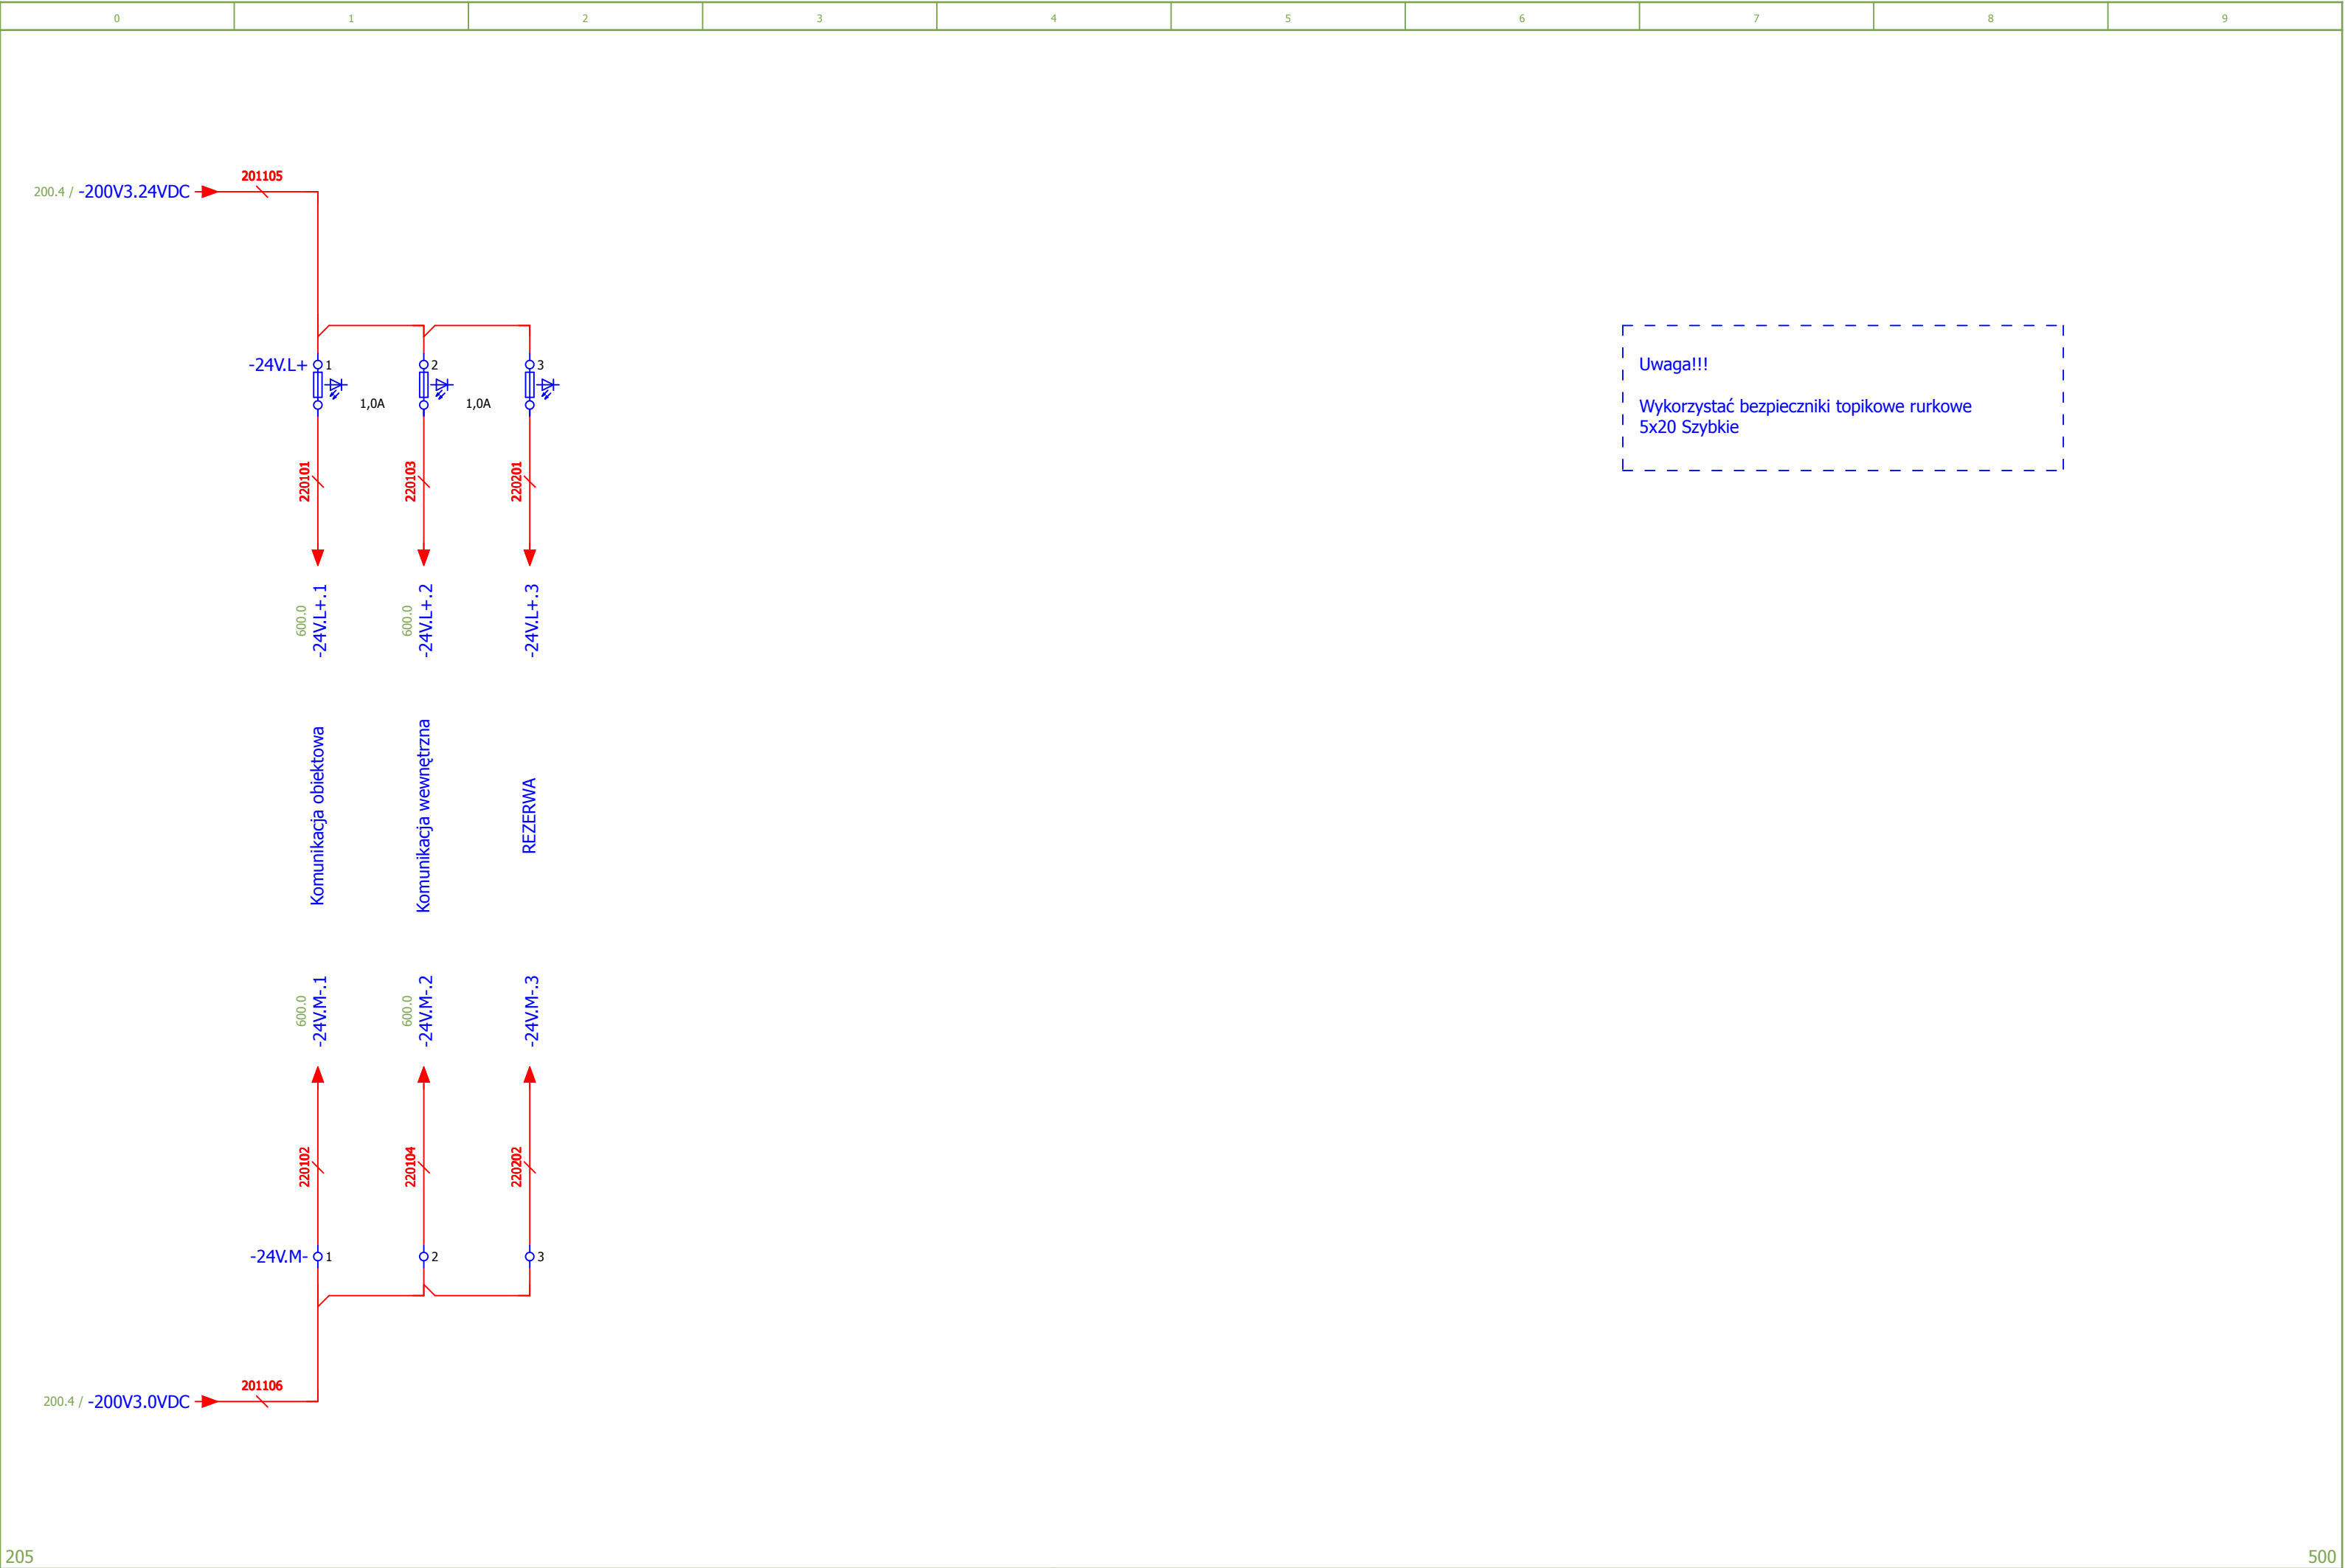 0 1 2 3 4 5 6 7 8 9
201105
200.4 / -200V3.24VDC
-24V.L+ 1 2 3
1,0A 1,0A
Uwaga!!!
Wykorzystać bezpieczniki topikowe rurkowe
5x20 Szybkie
220101 220103 220201
600.0 -24V.L+.1 600.0 -24V.L+.2 -24V.L+.3
Komunikacja obiektowa
Komunikacja wewnętrzna
REZERWA
600.0 -24V.M-.1 600.0 -24V.M-.2 -24V.M-.3
220102 220104 220202
-24V.M- 1 2 3
201106
200.4 / -200V3.0VDC
205 500